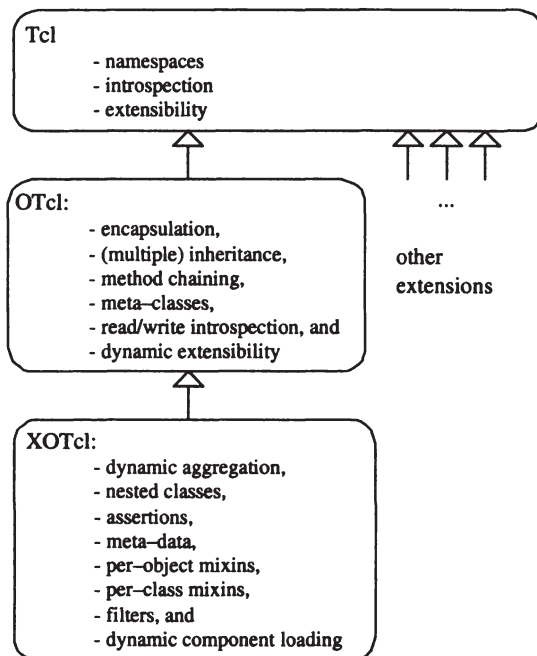 Tcl
- namespaces
- introspection
- extensibility
OTcl:
- encapsulation,
- (multiple) inheritance,
- method chaining,
- meta–classes,
- read/write introspection, and
- dynamic extensibility
...
other
extensions
XOTcl:
- dynamic aggregation,
- nested classes,
- assertions,
- meta–data,
- per–object mixins,
- per–class mixins,
- filters, and
- dynamic component loading